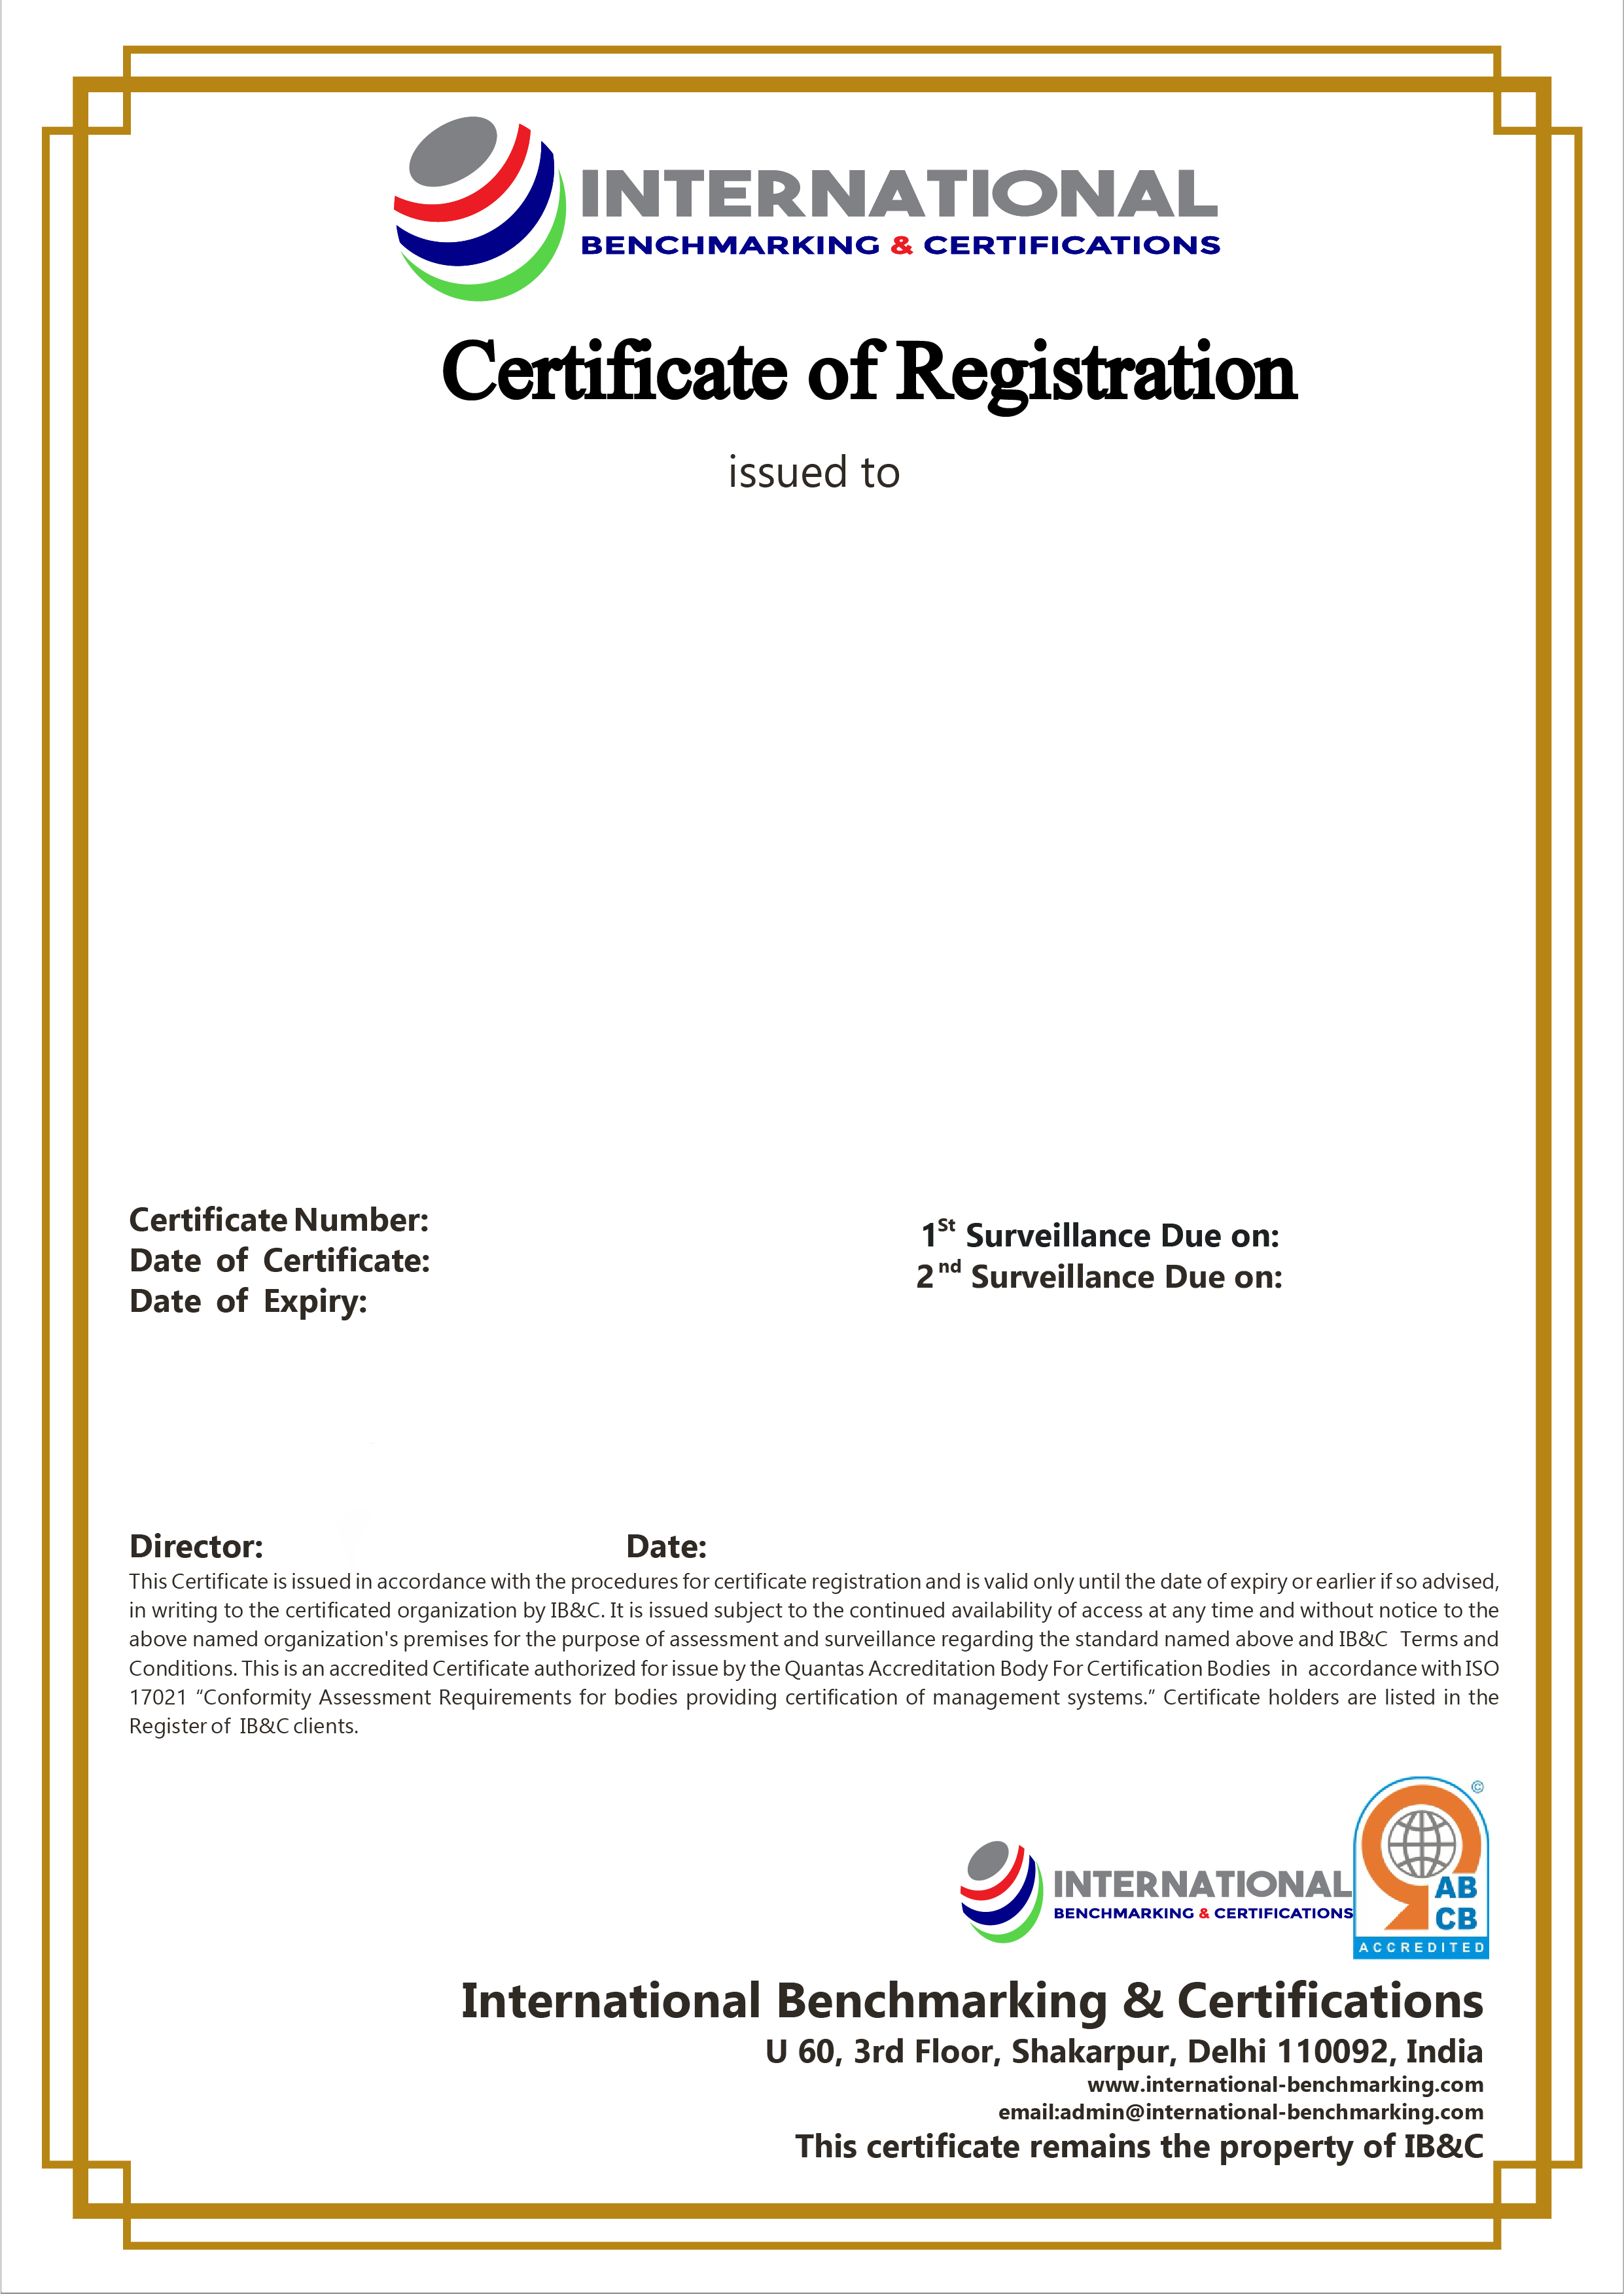 INTERNATIONAL
BENCHMARKING & CERTIFICATIONS
Certificate of Registration
issued to
Certificate Number:
Date of Certificate:
Date of Expiry:
1St Surveillance Due on:
2nd Surveillance Due on:
Director:
Date:
This Certificate is issued in accordance with the procedures for certificate registration and is valid only until the date of expiry or earlier if so advised,
in writing to the certificated organization by IB&C. It is issued subject to the continued availability of access at any time and without notice to the
above named organization's premises for the purpose of assessment and surveillance regarding the standard named above and IB&C Terms and
Conditions. This is an accredited Certificate authorized for issue by the Quantas Accreditation Body For Certification Bodies in accordance with ISO
17021 “Conformity Assessment Requirements for bodies providing certification of management systems.” Certificate holders are listed in the
Register of IB&C clients.
INTERNATIONAL
BENCHMARKING & CERTIFICATIONS
©
AB
CB
ACCREDITED
International Benchmarking & Certifications
U 60, 3rd Floor, Shakarpur, Delhi 110092, India
www.international-benchmarking.com
email:admin@international-benchmarking.com
This certificate remains the property of IB&C